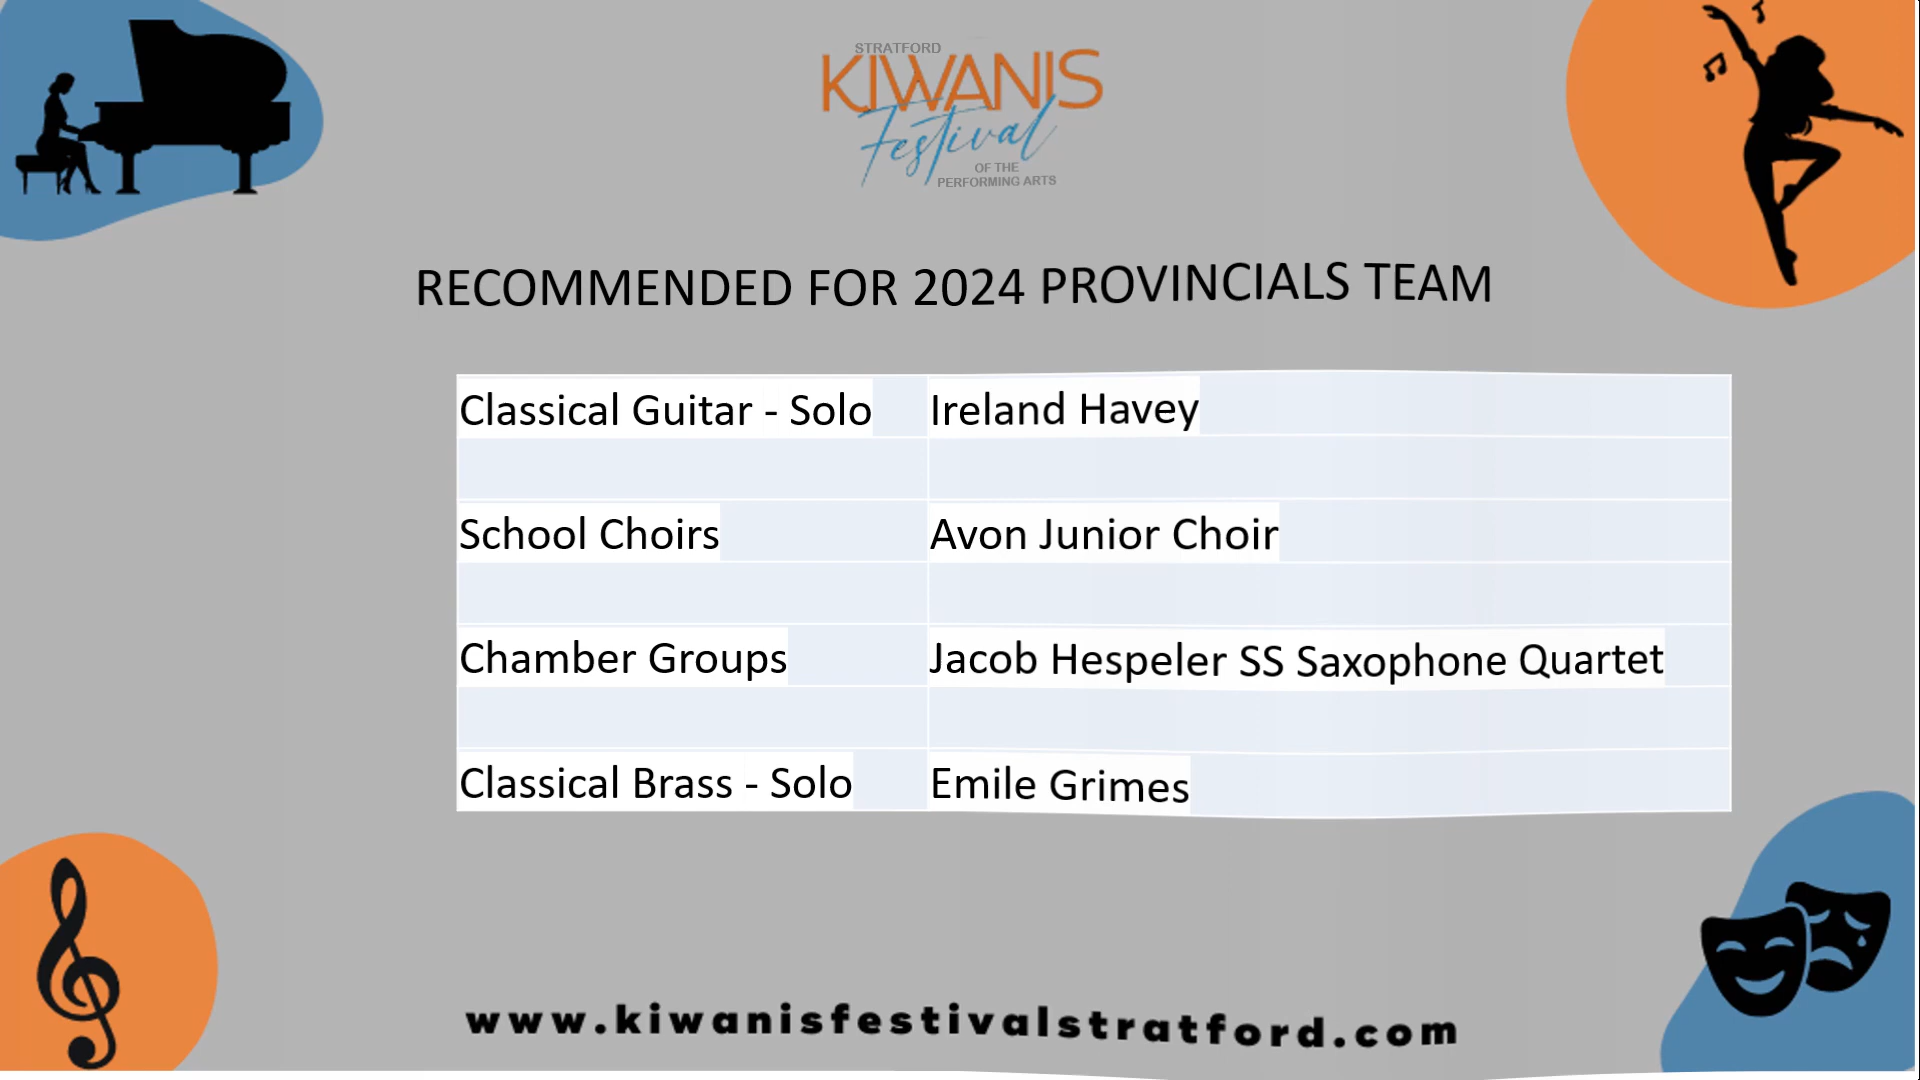 STRATFORD
KIWANIS
Festival
OF THE
PERFORMING ARTS
RECOMMENDED FOR 2024 PROVINCIALS TEAM
Classical Guitar - Solo Ireland Havey
School Choirs Avon Junior Choir
Chamber Groups Jacob Hespeler SS Saxophone Quartet
Classical Brass - Solo Emile Grimes
www.kiwanisfestivalstratford.com